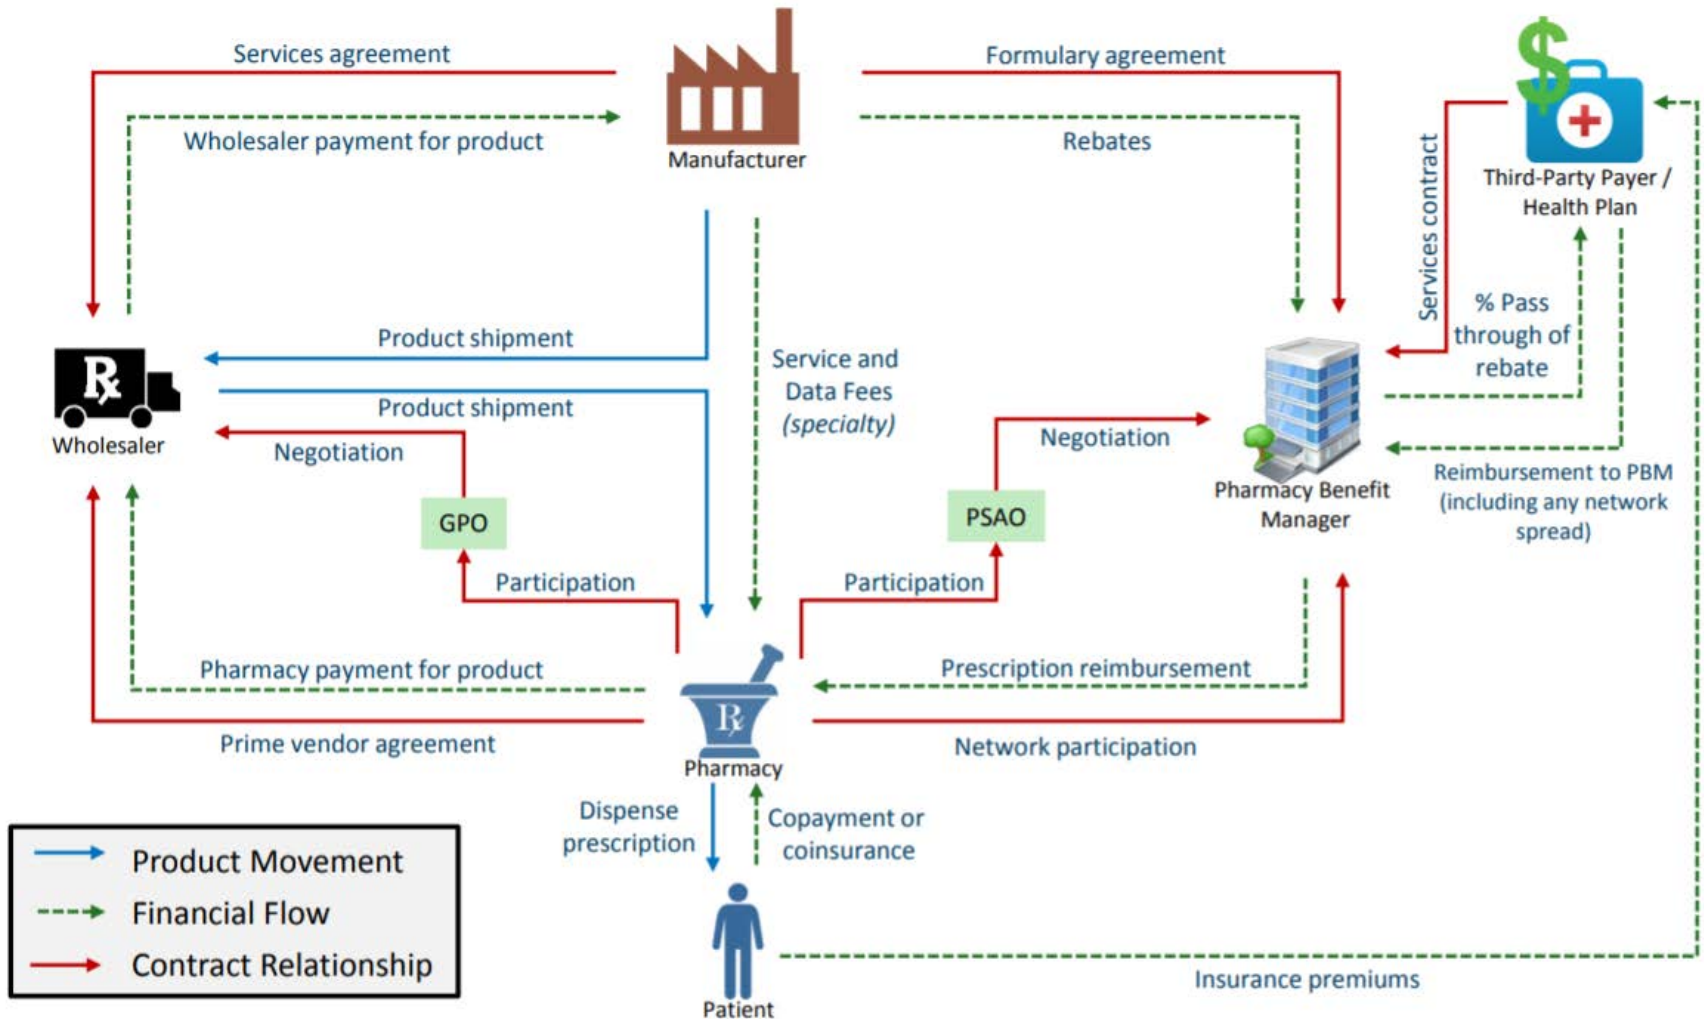 Services agreement
Formulary agreement
Wholesaler payment for product
Rebates
Manufacturer
Services contract
Third-Party Payer /
Health Plan
% Pass
through of
rebate
Product shipment
Service and
Data Fees
(specialty)
Rx
Product shipment
Wholesaler
Negotiation
Negotiation
Pharmacy Benefit
Manager
Reimbursement to PBM
(including any network
spread)
GPO
PSAO
Participation
Participation
Pharmacy payment for product
Prescription reimbursement
Rx
Prime vendor agreement
Network participation
Pharmacy
Dispense
prescription
Copayment or
coinsurance
Product Movement
Financial Flow
Contract Relationship
Insurance premiums
Patient
$